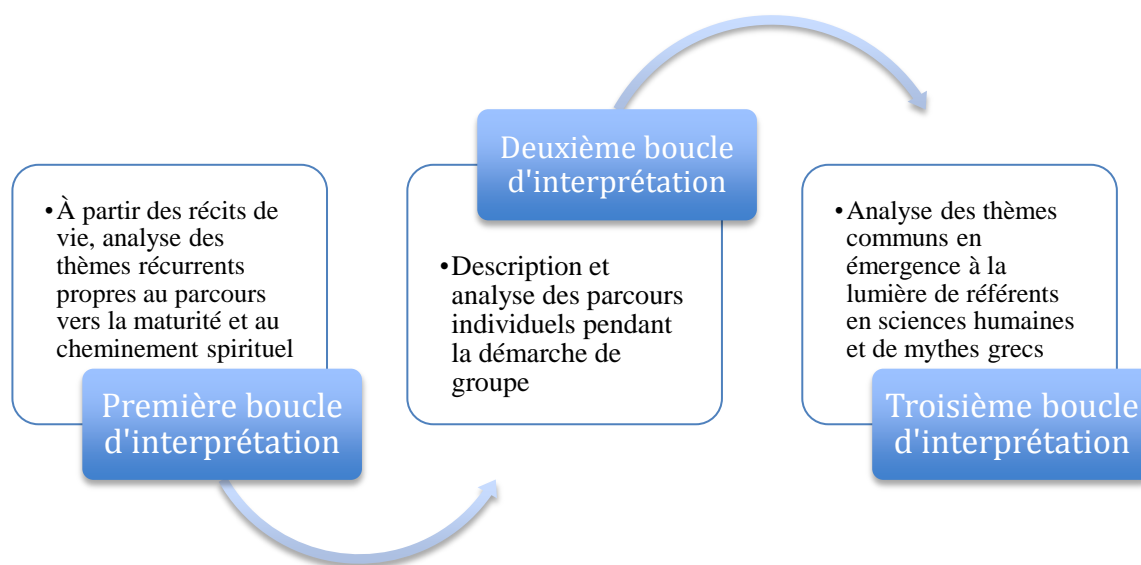 •À partir des récits de
vie, analyse des
thèmes récurrents
propres au parcours
vers la maturité et au
cheminement spirituel
Première boucle
d'interprétation
Deuxième boucle
d'interprétation
•Description et
analyse des parcours
individuels pendant
la démarche de
groupe
•Analyse des thèmes
communs en
émergence à la
lumière de référents
en sciences humaines
et de mythes grecs
Troisième boucle
d'interprétation